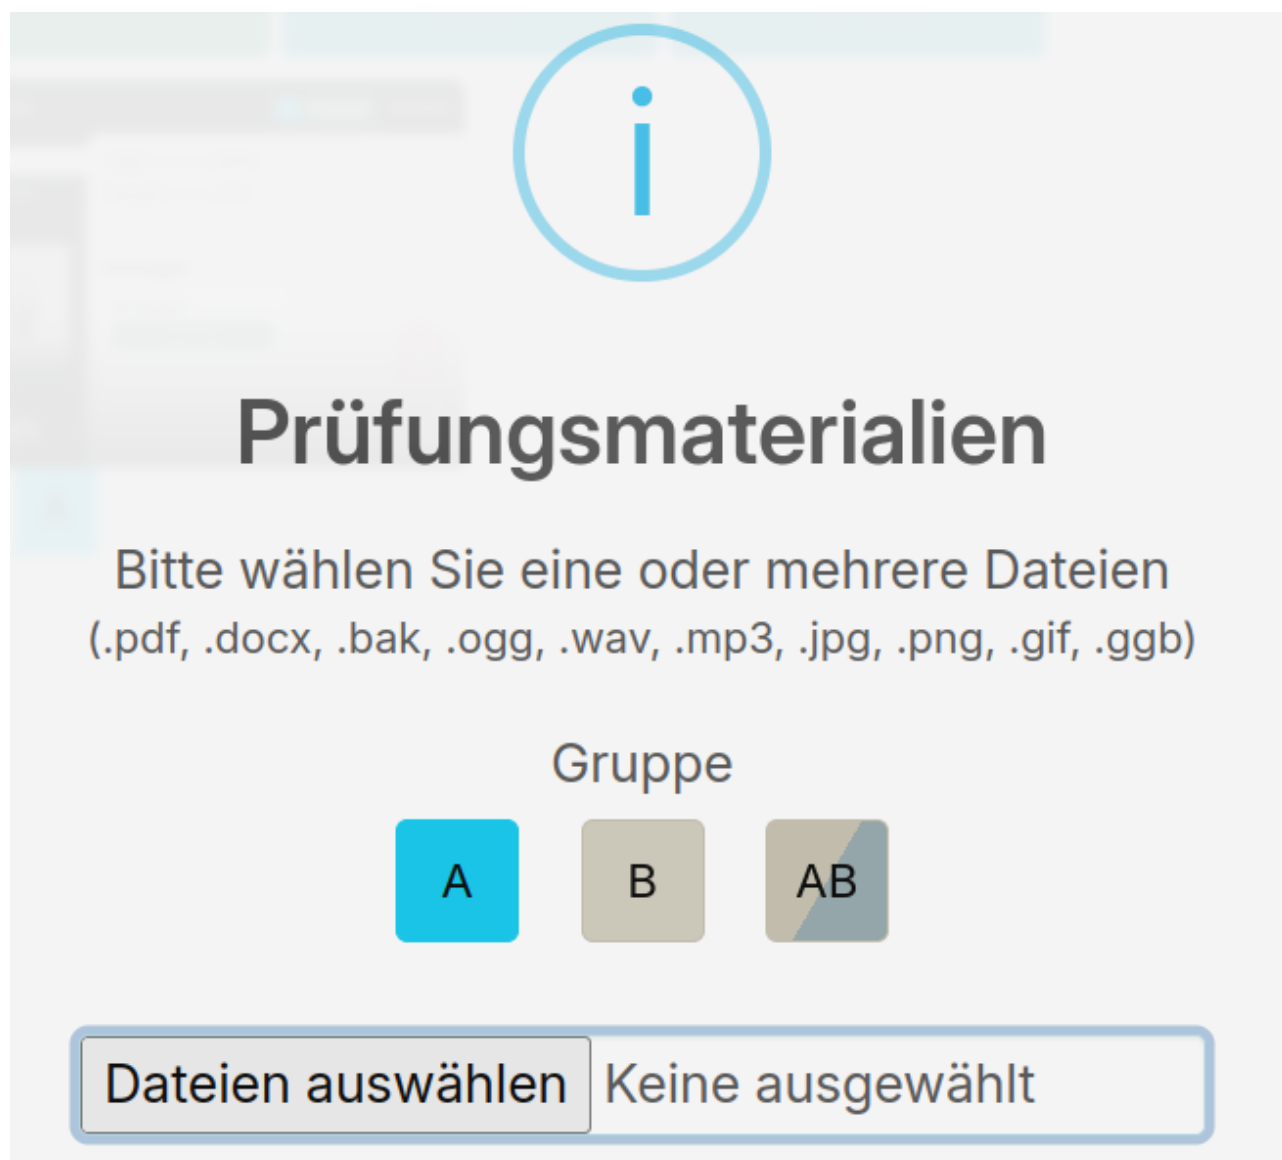 Prüfungsmaterialien
Bitte wählen Sie eine oder mehrere Dateien
(.pdf, .docx, .bak, .ogg, .wav, .mp3, .jpg, .png, .gif, .ggb)
Gruppe
A B AB
Dateien auswählen Keine ausgewählt